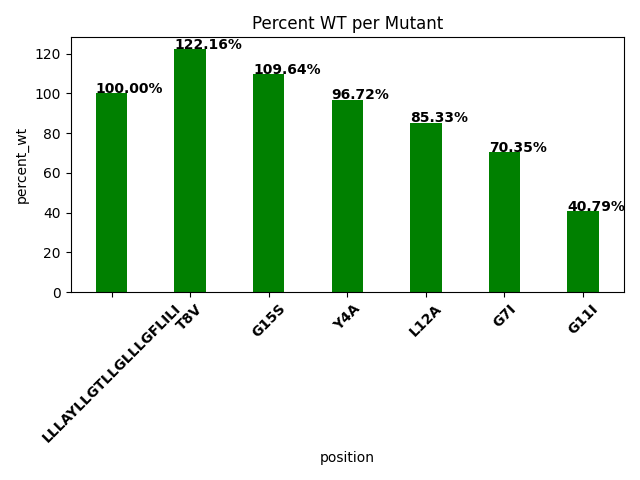 Percent WT per Mutant
percent_wt
120
100
80
60
40
20
0
100.00%
122.16%
109.64%
96.72%
85.33%
70.35%
40.79%
LLLAYLLGTLLGLLLGFLILI
T8V
G15S
Y4A
L12A
G7I
G11I
position